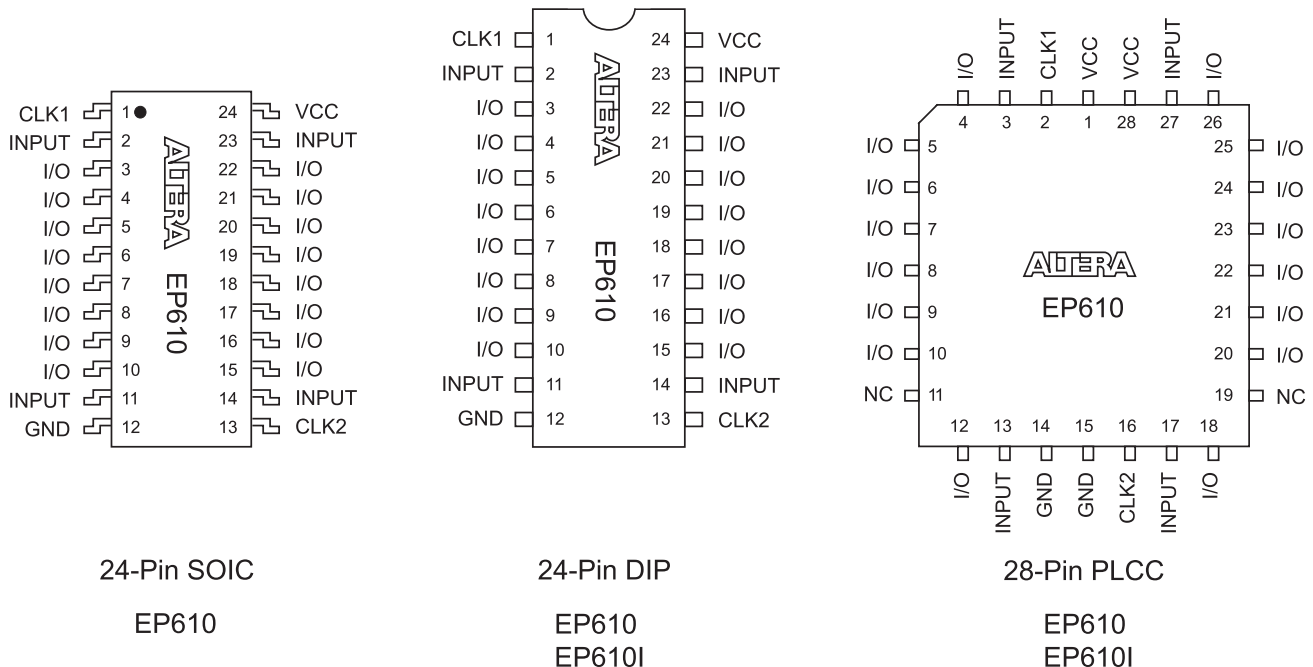 CLK1 1 24 VCC
INPUT 2 23 INPUT
I/O 3 22 I/O
I/O 4 21 I/O
I/O 5 20 I/O
I/O 6 19 I/O
I/O 7 18 I/O
I/O 8 17 I/O
I/O 9 16 I/O
I/O 10 15 I/O
INPUT 11 14 INPUT
GND 12 13 CLK2
ALTERA
EP610
24-Pin SOIC
EP610
CLK1 1 24 VCC
INPUT 2 23 INPUT
I/O 3 22 I/O
I/O 4 21 I/O
I/O 5 20 I/O
I/O 6 19 I/O
I/O 7 18 I/O
I/O 8 17 I/O
I/O 9 16 I/O
I/O 10 15 I/O
INPUT 11 14 INPUT
GND 12 13 CLK2
ALTERA
EP610
24-Pin DIP
EP610
EP610I
I/O INPUT CLK1 VCC VCC INPUT I/O
4 3 2 1 28 27 26
I/O 5 25 I/O
I/O 6 24 I/O
I/O 7 23 I/O
I/O 8 22 I/O
I/O 9 21 I/O
I/O 10 20 I/O
NC 11 19 NC
ALTERA
EP610
12 13 14 15 16 17 18
I/O INPUT GND GND CLK2 INPUT I/O
28-Pin PLCC
EP610
EP610I